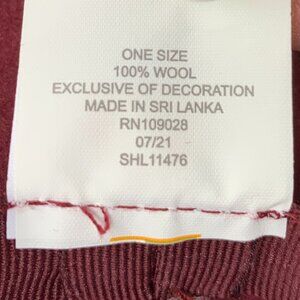 ONE SIZE
100% WOOL
EXCLUSIVE OF DECORATION
MADE IN SRI LANKA
RN109028
07/21
SHL11476